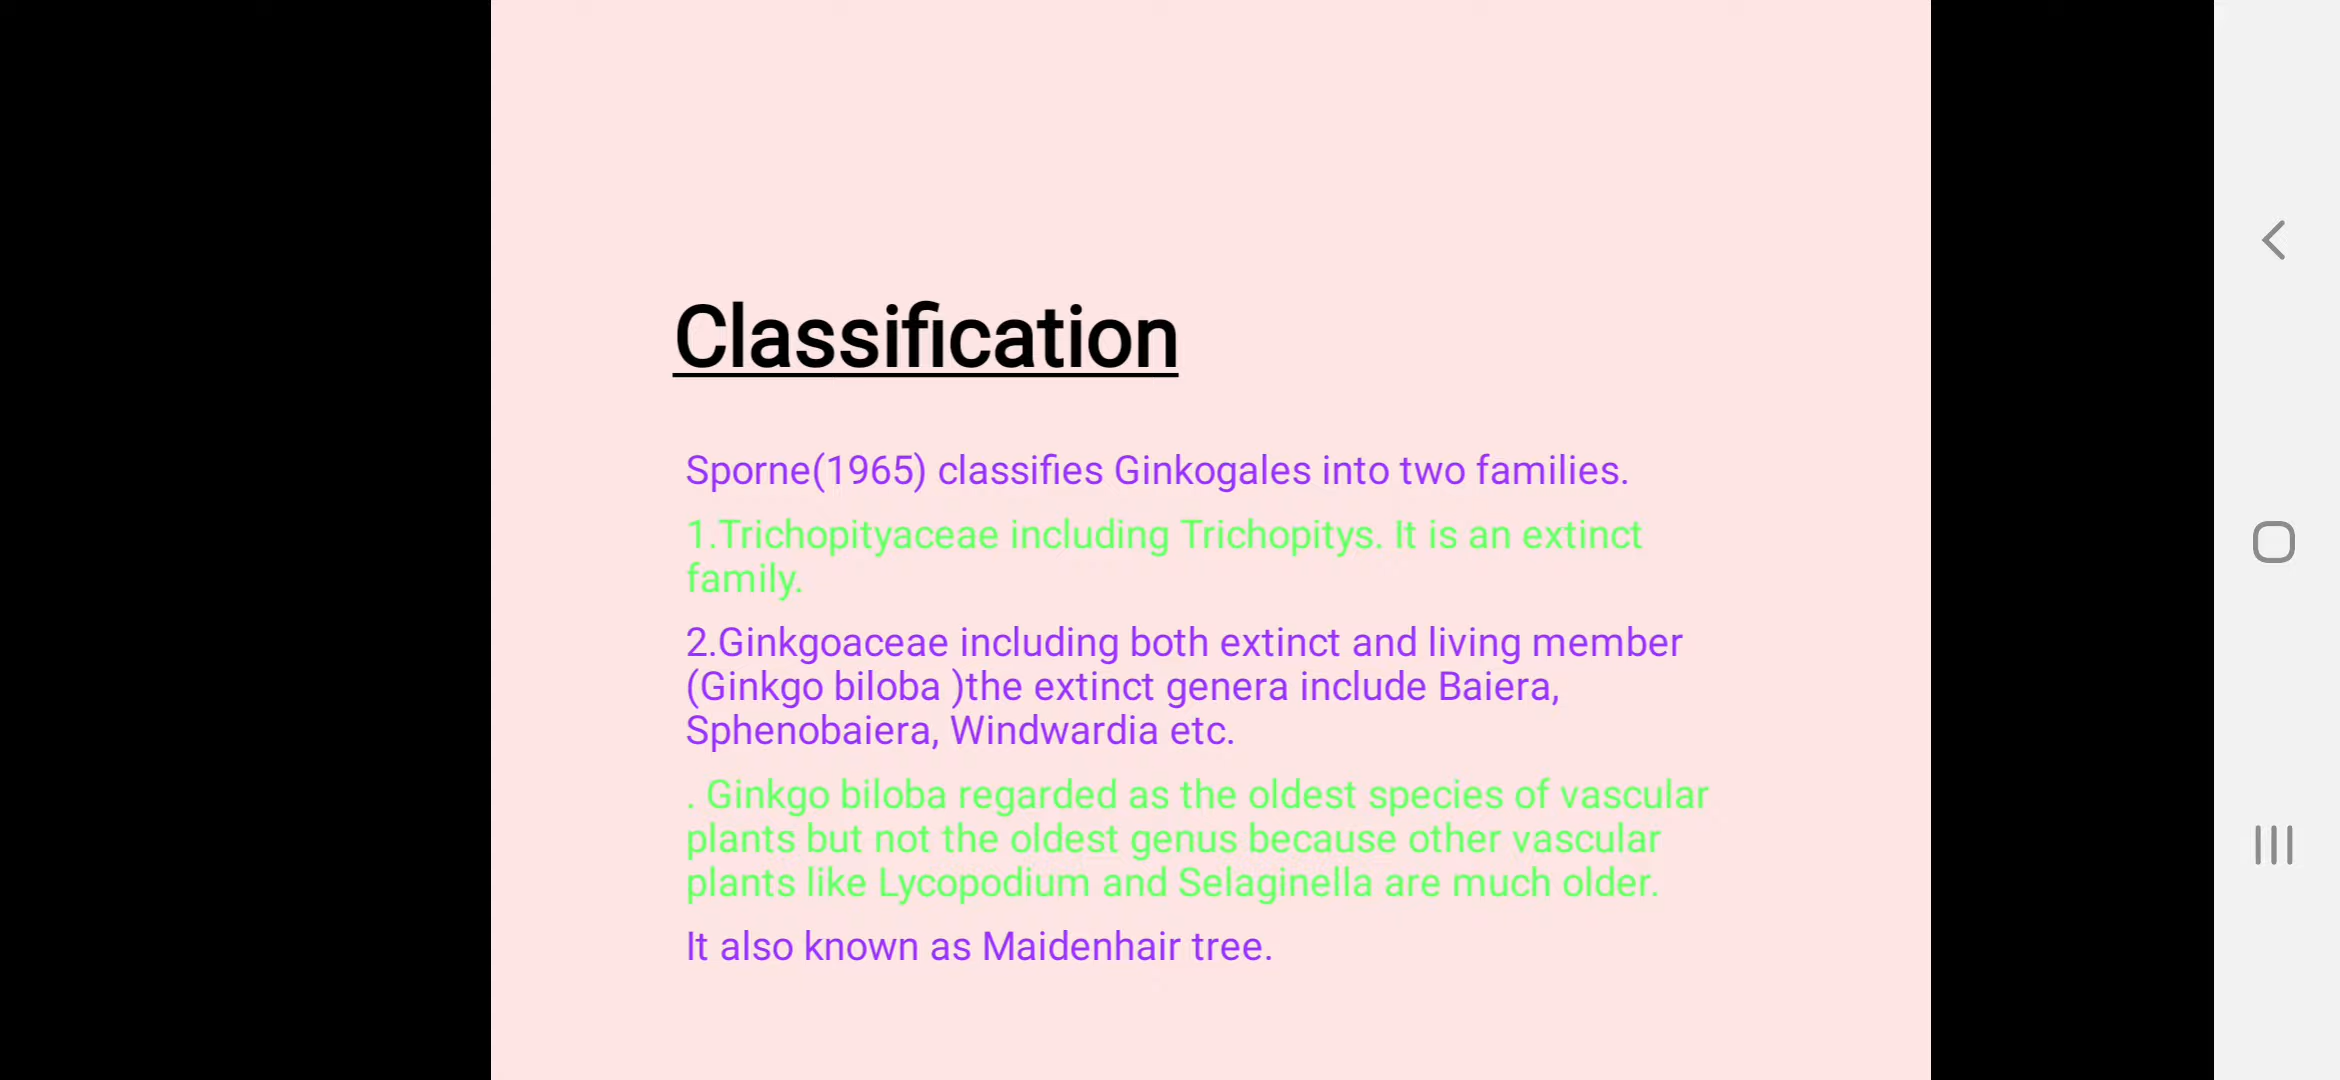 Classification
Sporne(1965) classifies Ginkogales into two families.
1.Trichopityaceae including Trichopitys. It is an extinct
family.
2.Ginkgoaceae including both extinct and living member
(Ginkgo biloba )the extinct genera include Baiera,
Sphenobaiera, Windwardia etc.
. Ginkgo biloba regarded as the oldest species of vascular
plants but not the oldest genus because other vascular
plants like Lycopodium and Selaginella are much older.
It also known as Maidenhair tree.